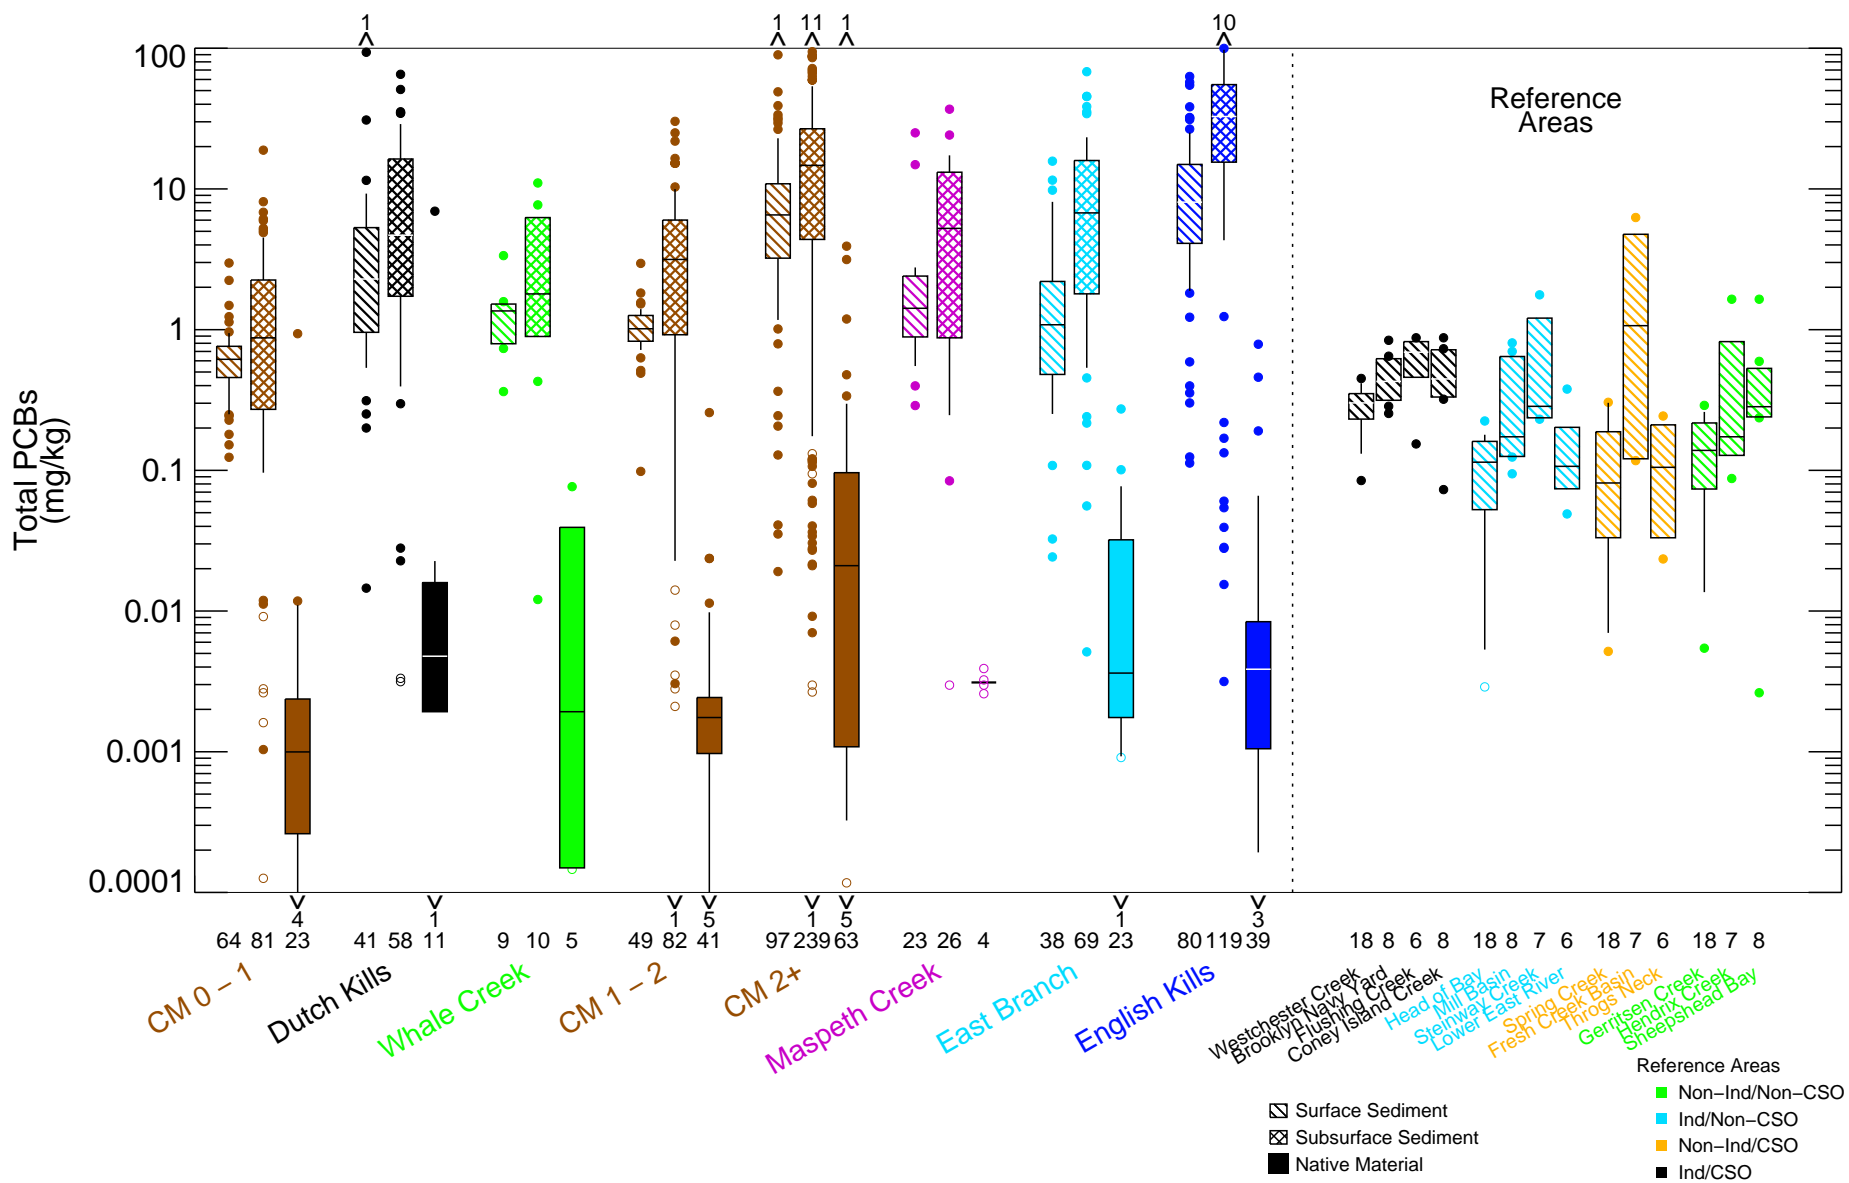 1 1 11 1 10
100
10
1
0.1
0.01
0.001
0.0001
Total PCBs
(mg/kg)
Reference
Areas
4 1 1 5 1 5 1 3
64 81 23 41 58 11 9 10 5 49 82 41 97 239 63 23 26 4 38 69 23 80 119 39 18 8 6 8 18 8 7 6 18 7 6 18 7 8
CM 0 – 1
Dutch Kills
Whale Creek
CM 1 – 2
CM 2+
Maspeth Creek
East Branch
English Kills
Westchester Creek
Brooklyn Navy Yard
Flushing Creek
Coney Island Creek
Head of Bay
Mill Basin
Steinway Creek
Lower East River
Spring Creek
Fresh Creek Basin
Throgs Neck
Gerritsen Creek
Hendrix Creek
Sheepshead Bay
Surface Sediment
Subsurface Sediment
Native Material
Reference Areas
Non–Ind/Non–CSO
Ind/Non–CSO
Non–Ind/CSO
Ind/CSO